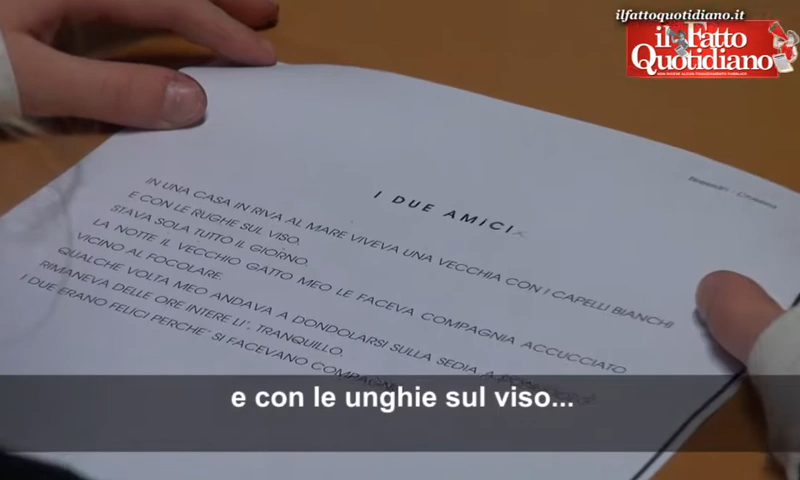 ilfattoquotidiano.it
il Fatto
Quotidiano
I DUE AMICI
IN UNA CASA IN RIVA AL MARE VIVEVA UNA VECCHIA CON I CAPELLI BIANCHI
E CON LE RUGHE SUL VISO.
STAVA SOLA TUTTO IL GIORNO.
LA NOTTE IL VECCHIO GATTO MEO LE FACEVA COMPAGNIA ACCUCCIATO
VICINO AL FOCOLARE.
QUALCHE VOLTA MEO ANDAVA A DONDOLARSI SULLA SEDIA A
RIMANEVA DELLE ORE INTERE LI', TRANQUILLO.
I DUE ERANO FELICI PERCHE' SI FACEVANO COMPAGNIA
e con le unghie sul viso...